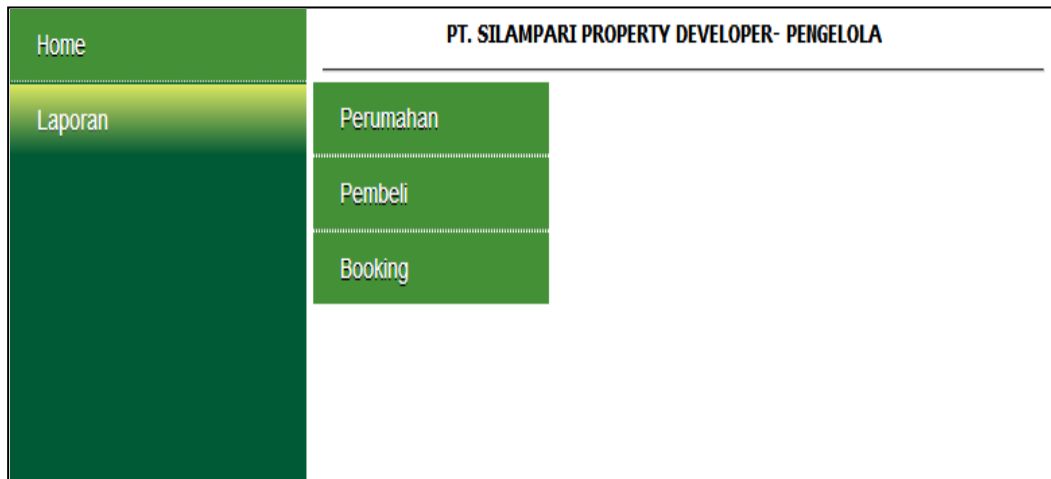 Home
PT. SILAMPARI PROPERTY DEVELOPER- PENGELOLA
Laporan
Perumahan
Pembeli
Booking